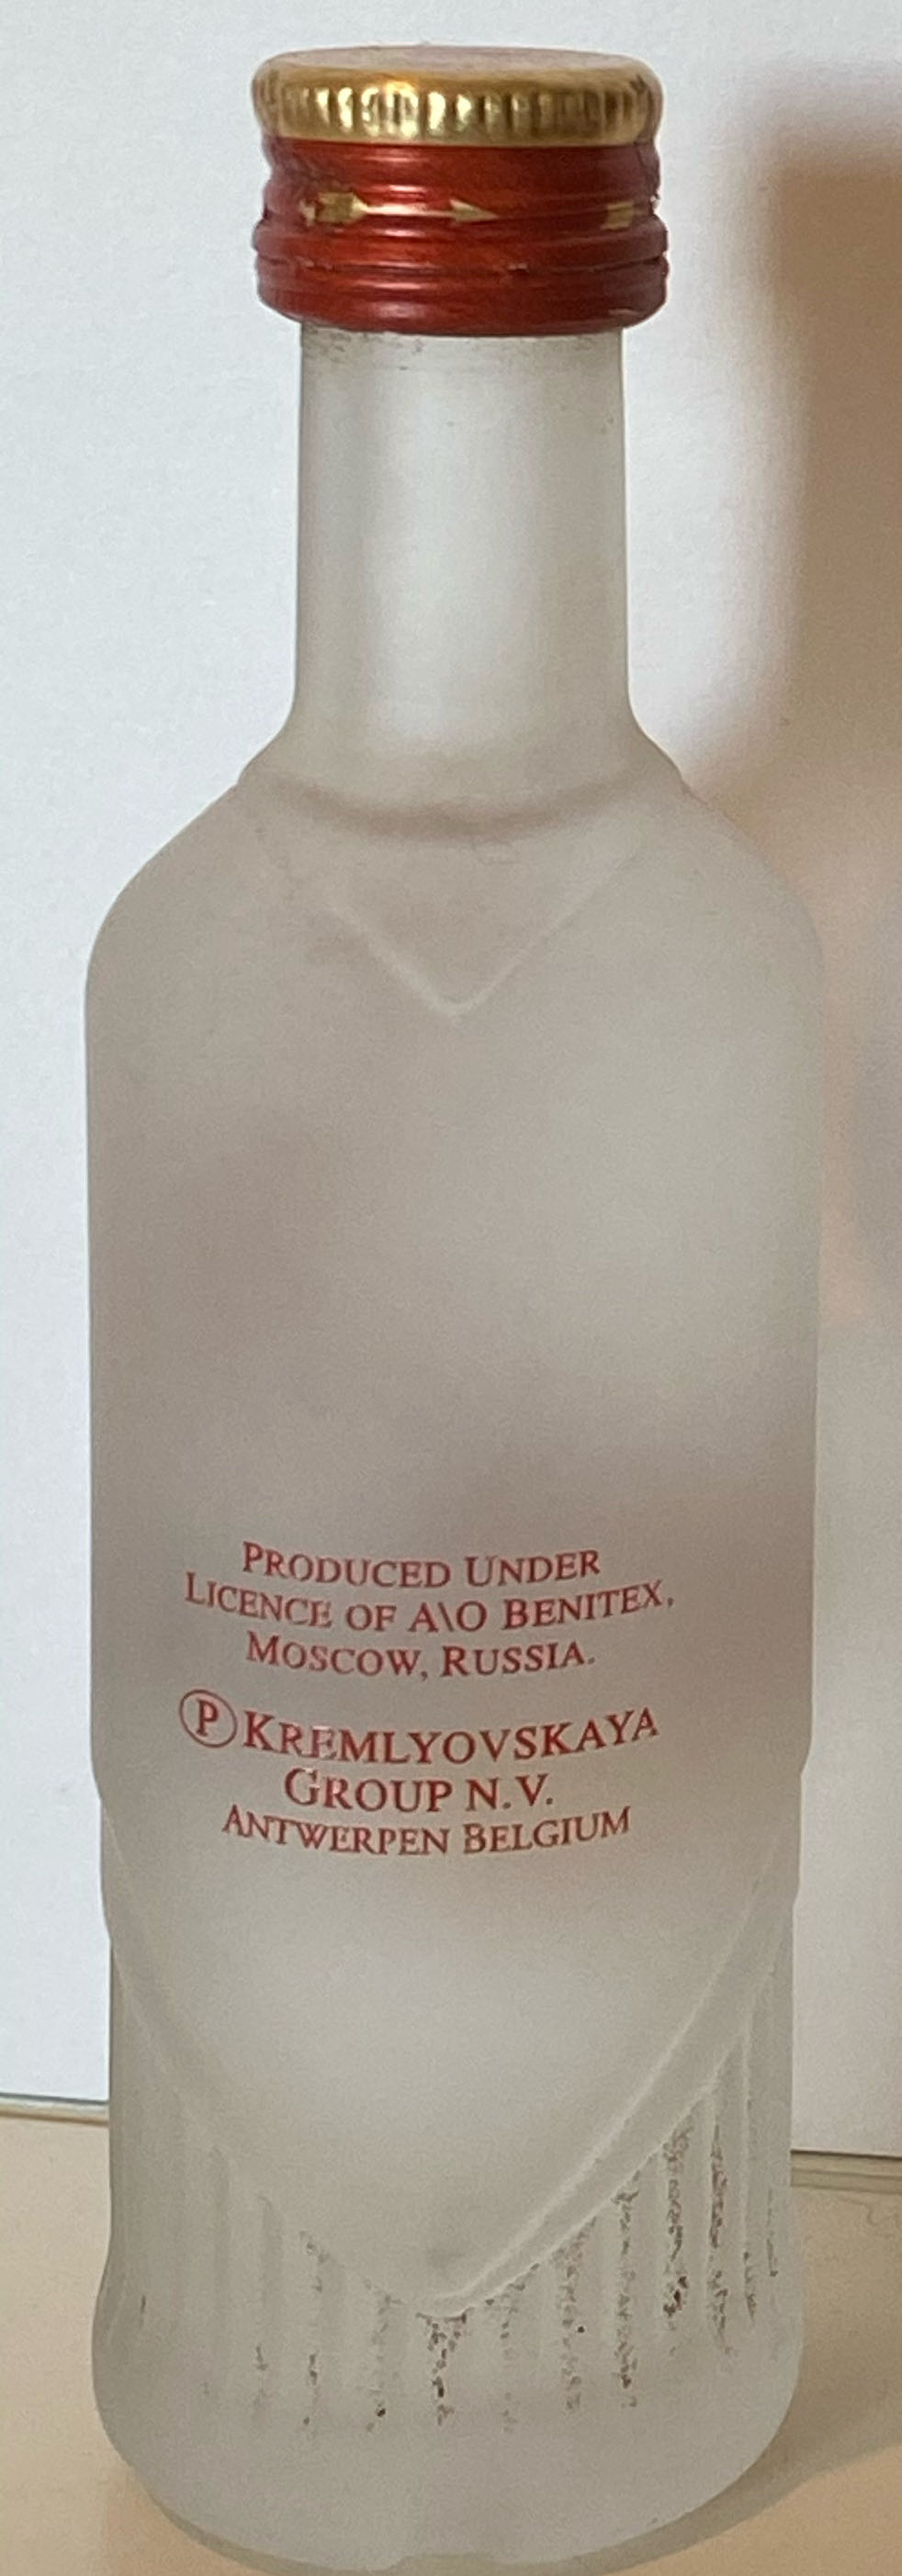 PRODUCED UNDER
LICENCE OF A\O BENITEX,
MOSCOW, RUSSIA.
Ⓟ KREMLYOVSKAYA
GROUP N.V.
ANTWERPEN BELGIUM